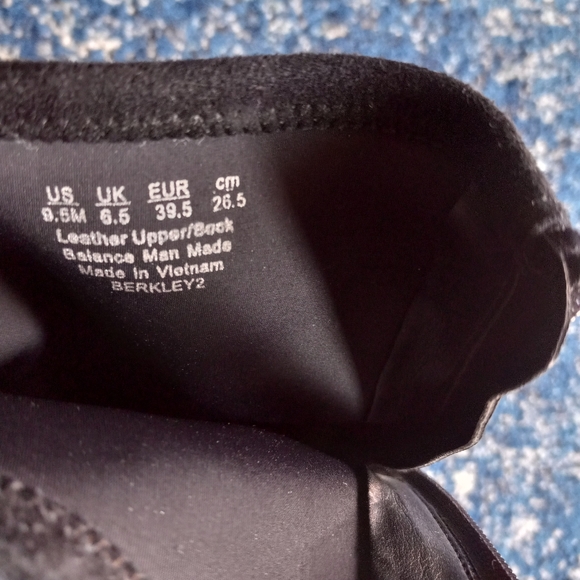 US UK EUR cm
9.5M 6.5 39.5 26.5
Leather Upper/Sock
Balance Man Made
Made in Vietnam
BERKLEY2